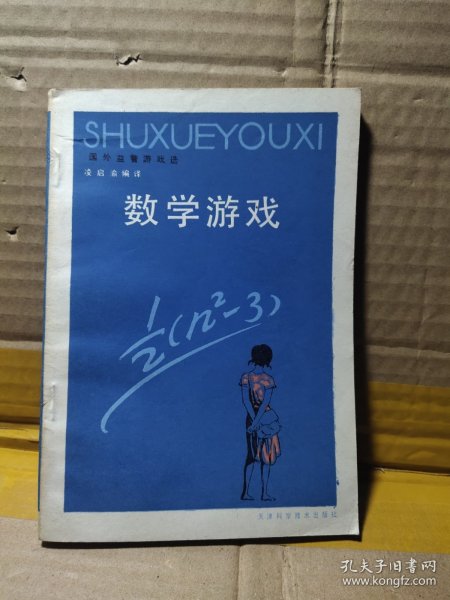 SHUXUEYOUXI
国外益智游戏选
凌启渝编译
数学游戏
1/2(n²-3)
天津科学技术出版社
孔夫子旧书网
www.kongfz.com